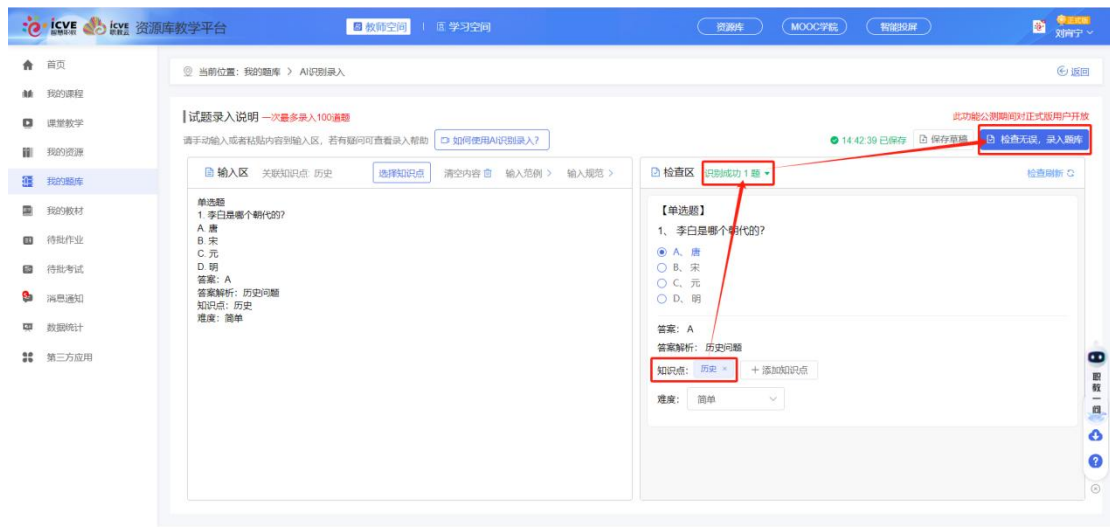 icve 智慧职教 icve 职教云 资源库教学平台
教师空间 | 学习空间
资源库 MOOC学院 智能投屏
正式版
刘宵宁
首页
我的课程
课堂教学
我的资源
我的题库
我的教材
待批作业
待批考试
消息通知
数据统计
第三方应用
当前位置：我的题库 > AI识别录入
返回
试题录入说明 —次最多录入100道题
此功能公测期间对正式版用户开放
请手动输入或者粘贴内容到输入区，若有疑问可查看录入帮助 如何使用AI识别录入?
14:42:39 已保存 保存草稿 检查无误，录入题库
输入区 关联知识点: 历史 选择知识点 清空内容 输入范例 > 输入规范 >
单选题
1. 李白是哪个朝代的?
A. 唐
B. 宋
C. 元
D. 明
答案：A
答案解析：历史问题
知识点：历史
难度：简单
检查区 识别成功 1 题
检查刷新
【单选题】
1、 李白是哪个朝代的?
A、 唐
B、 宋
C、 元
D、 明
答案： A
答案解析： 历史问题
知识点： 历史 × + 添加知识点
难度： 简单
职教一问